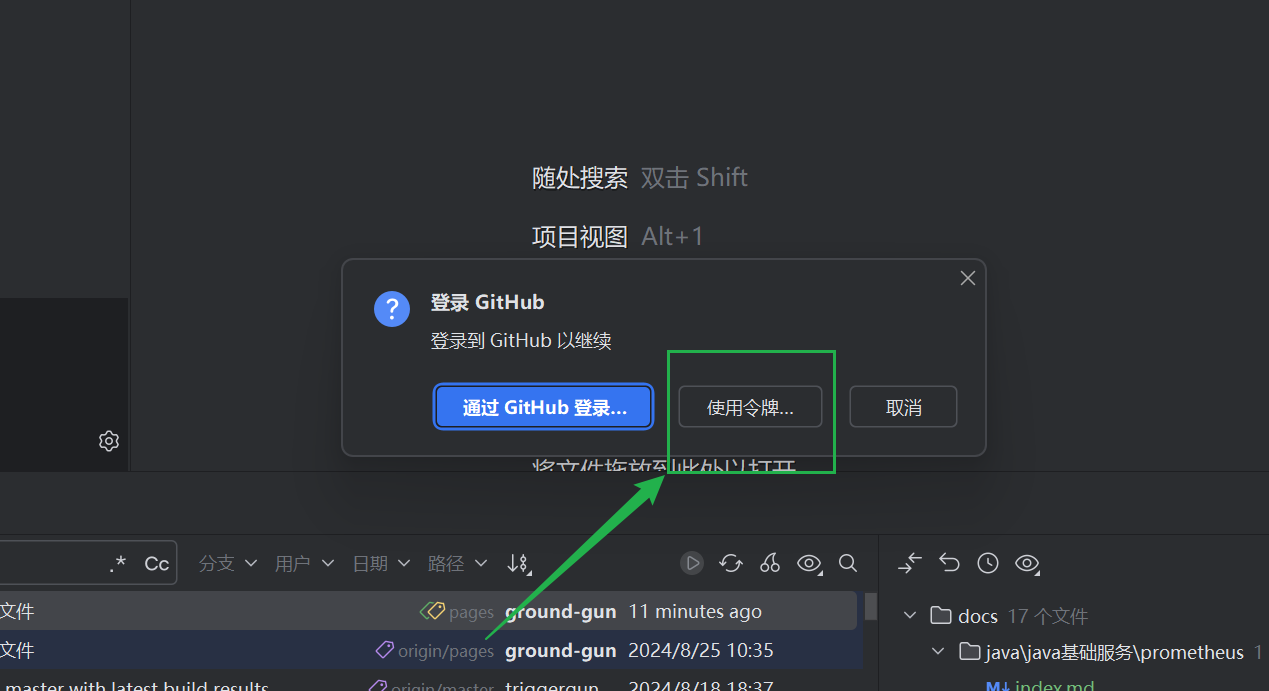 随处搜索 双击 Shift
项目视图 Alt+1
登录 GitHub
登录到 GitHub 以继续
通过 GitHub 登录... 使用令牌... 取消
将文件拖放到此处以打开
.* Cc 分支 用户 日期 路径
文件 pages ground-gun 11 minutes ago
文件 origin/pages ground-gun 2024/8/25 10:35
master with latest build results origin/master triggergun 2024/8/18 18:37
docs 17 个文件
java\java基础服务\prometheus 1
M↓ index.md